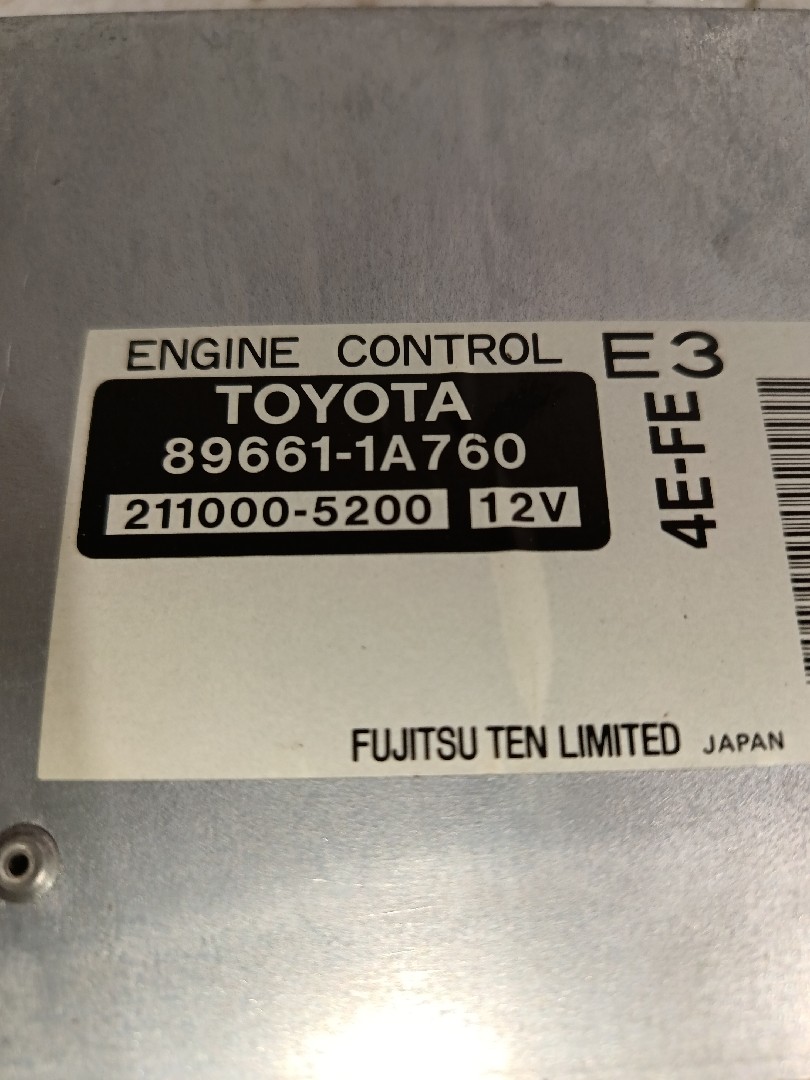 ENGINE CONTROL E3
TOYOTA
89661-1A760
211000-5200 12V
4E-FE
FUJITSU TEN LIMITED JAPAN